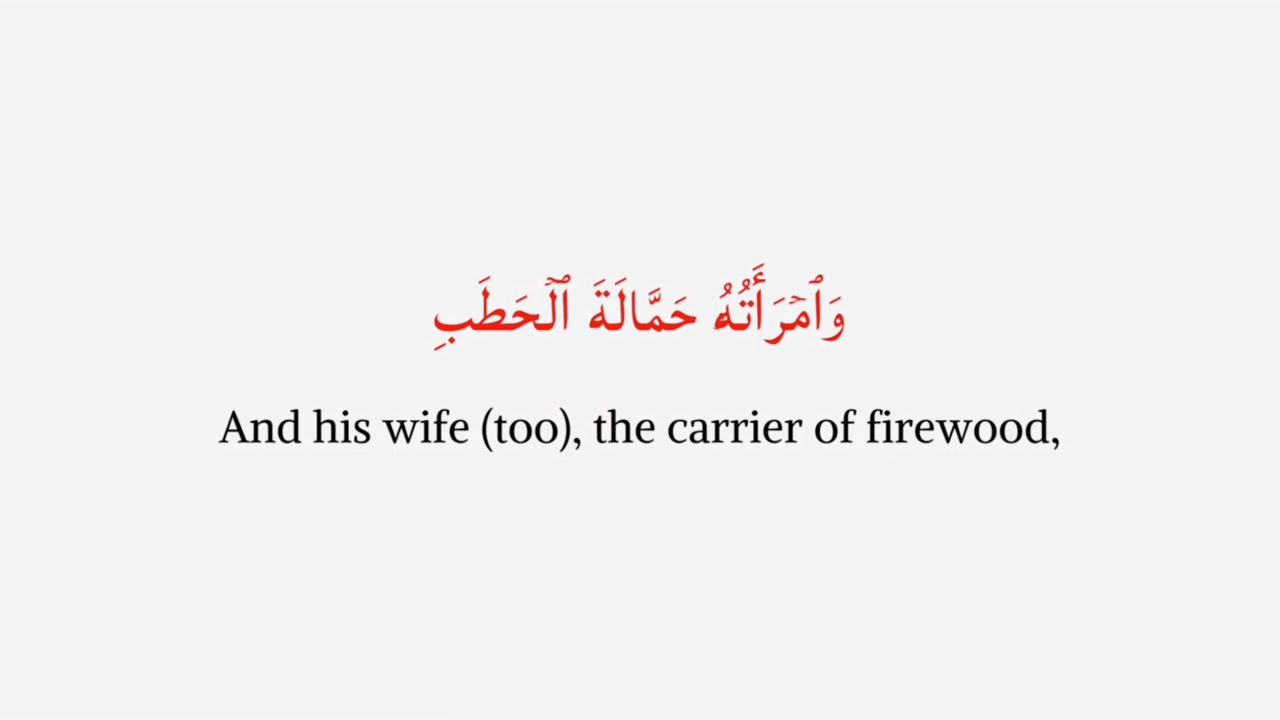 وَٱمْرَأَتُهُۥ حَمَّالَةَ ٱلْحَطَبِ
And his wife (too), the carrier of firewood,